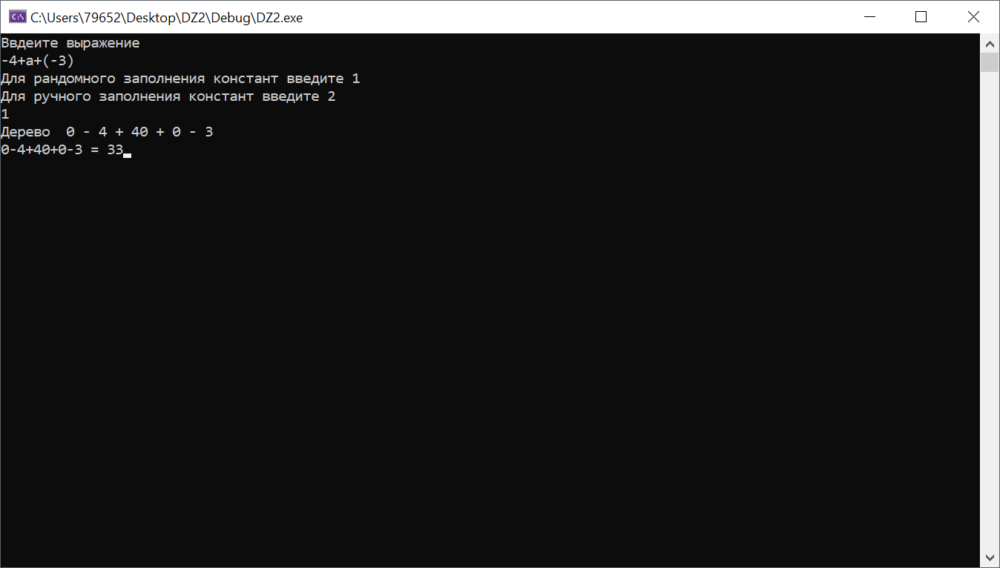 C:\Users\79652\Desktop\DZ2\Debug\DZ2.exe
Ввдеите выражение
-4+a+(-3)
Для рандомного заполнения констант введите 1
Для ручного заполнения констант введите 2
1
Дерево  0 - 4 + 40 + 0 - 3
0-4+40+0-3 = 33